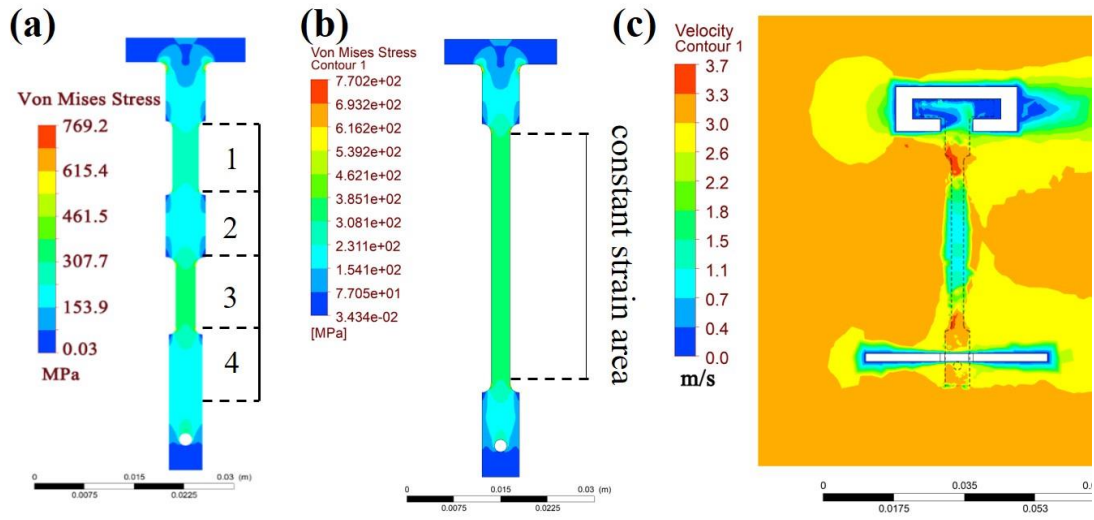 (a)
Von Mises Stress
769.2
615.4
461.5
307.7
153.9
0.03
MPa
1
2
3
4
0
0.015
0.03
(m)
0.0075
0.0225
(b)
Von Mises Stress
Contour 1
7.702e+02
6.932e+02
6.162e+02
5.392e+02
4.621e+02
3.851e+02
3.081e+02
2.311e+02
1.541e+02
7.705e+01
3.434e-02
[MPa]
constant strain area
0
0.015
0.03
(m)
0.0075
0.0225
(c)
Velocity
Contour 1
3.7
3.3
3.0
2.6
2.2
1.8
1.5
1.1
0.7
0.4
0.0
m/s
0
0.035
0.0175
0.053